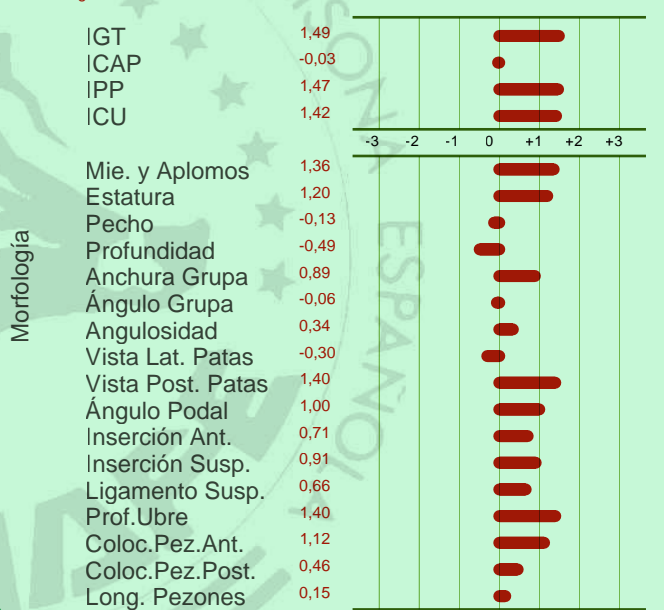 IGT 1,49
ICAP -0,03
IPP 1,47
ICU 1,42
-3 -2 -1 0 +1 +2 +3
Morfología
Mie. y Aplomos 1,36
Estatura 1,20
Pecho -0,13
Profundidad -0,49
Anchura Grupa 0,89
Ángulo Grupa -0,06
Angulosidad 0,34
Vista Lat. Patas -0,30
Vista Post. Patas 1,40
Ángulo Podal 1,00
Inserción Ant. 0,71
Inserción Susp. 0,91
Ligamento Susp. 0,66
Prof.Ubre 1,40
Coloc.Pez.Ant. 1,12
Coloc.Pez.Post. 0,46
Long. Pezones 0,15
ESPAÑOLA